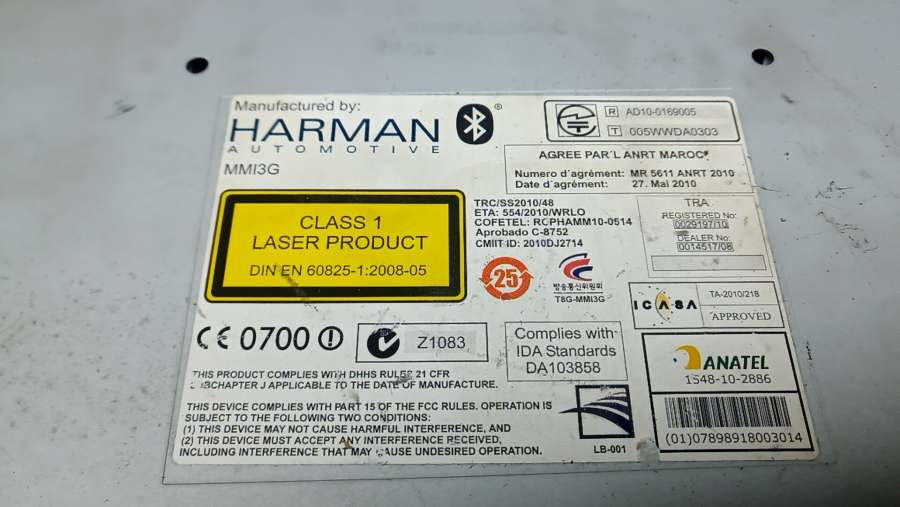 Manufactured by:
HARMAN
AUTOMOTIVE
MMI3G
CLASS 1
LASER PRODUCT
DIN EN 60825-1:2008-05
R AD10-0169005
T 005WWDA0303
AGREE PAR'L ANRT MAROC
Numero d'agrément: MR 5611 ANRT 2010
Date d'agrément: 27. Mai 2010
TRC/SS2010/48
ETA: 554/2010/WRLO
COFETEL: RCPHAMM10-0514
Aprobado C-8752
CMIIT ID: 2010DJ2714
TRA
REGISTERED No:
0029197/10
DEALER No:
0014517/08
25
방송통신위원회
T8G-MMI3G
ICASA
TA-2010/218
APPROVED
CE 0700
Z1083
Complies with
IDA Standards
DA103858
ANATEL
1548-10-2886
(01)07898918003014
THIS PRODUCT COMPLIES WITH DHHS RULES 21 CFR
SUBCHAPTER J APPLICABLE TO THE DATE OF MANUFACTURE.
THIS DEVICE COMPLIES WITH PART 15 OF THE FCC RULES. OPERATION IS
SUBJECT TO THE FOLLOWING TWO CONDITIONS:
(1) THIS DEVICE MAY NOT CAUSE HARMFUL INTERFERENCE, AND
(2) THIS DEVICE MUST ACCEPT ANY INTERFERENCE RECEIVED,
INCLUDING INTERFERENCE THAT MAY CAUSE UNDESIRED OPERATION.
LB-001